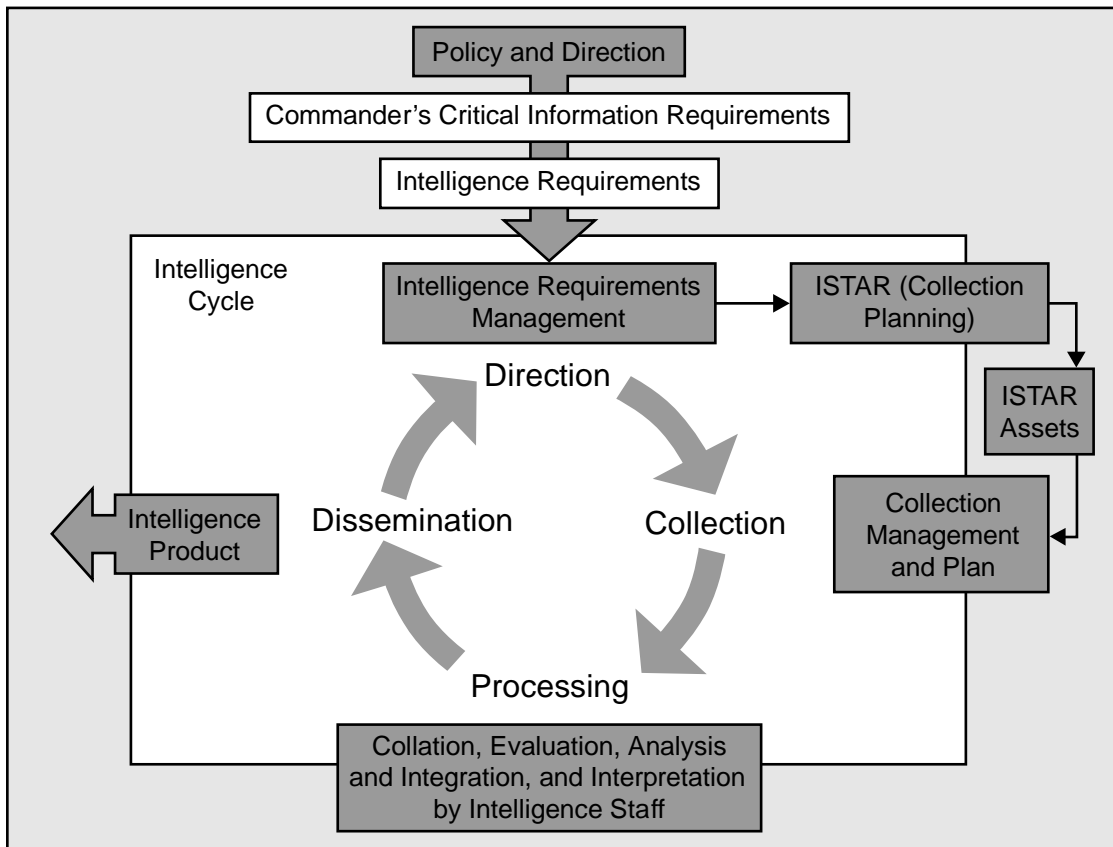 Policy and Direction
Commander’s Critical Information Requirements
Intelligence Requirements
Intelligence
Cycle
Intelligence Requirements
Management
ISTAR (Collection
Planning)
Direction
ISTAR
Assets
Intelligence
Product
Dissemination
Collection
Collection
Management
and Plan
Processing
Collation, Evaluation, Analysis
and Integration, and Interpretation
by Intelligence Staff